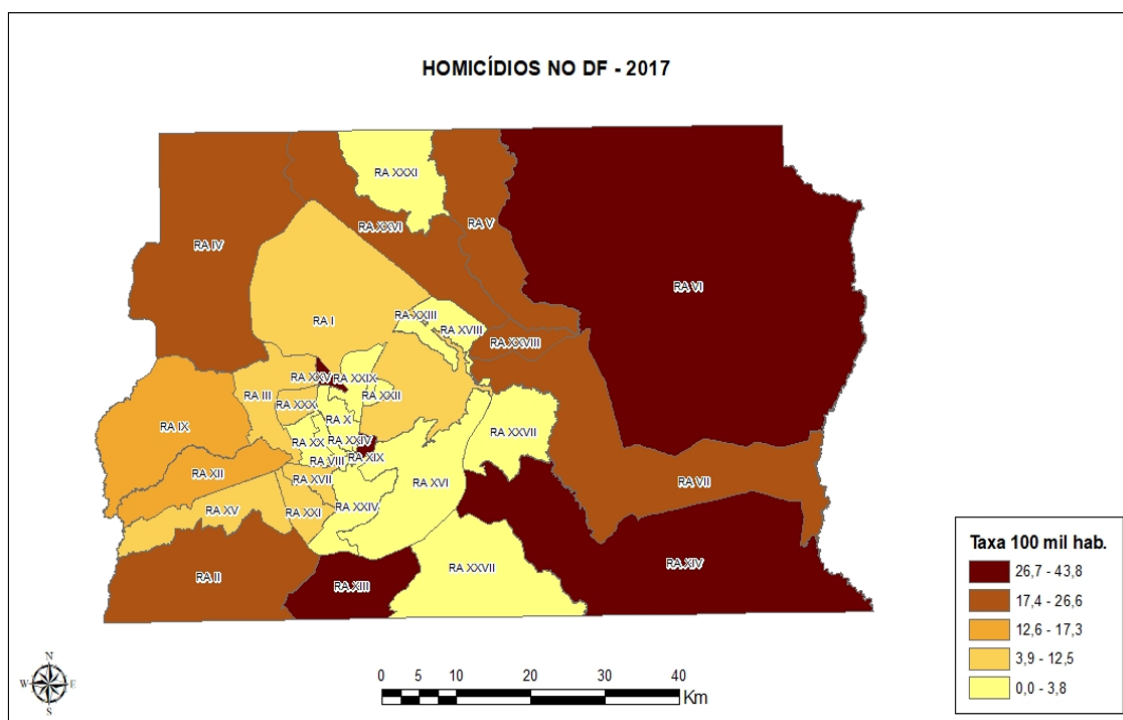 HOMICÍDIOS NO DF - 2017
RA XXXI
RA IV
RA XXVI
RA V
RA VI
RA I
RA XXIII
RA XVIII
RA XXVIII
RA XXV
RA XXIX
RA III
RA XXII
RA XXX
RA X
RA IX
RA XX
RA XXIV
RA XXVII
RA VIII
RA XIX
RA XII
RA XVII
RA XVI
RA VII
RA XV
RA XXI
RA XXIV
RA II
RA XIII
RA XXVII
RA XIV
Taxa 100 mil hab.
26,7 - 43,8
17,4 - 26,6
12,6 - 17,3
3,9 - 12,5
0,0 - 3,8
N
W E
S
0 5 10 20 30 40
Km